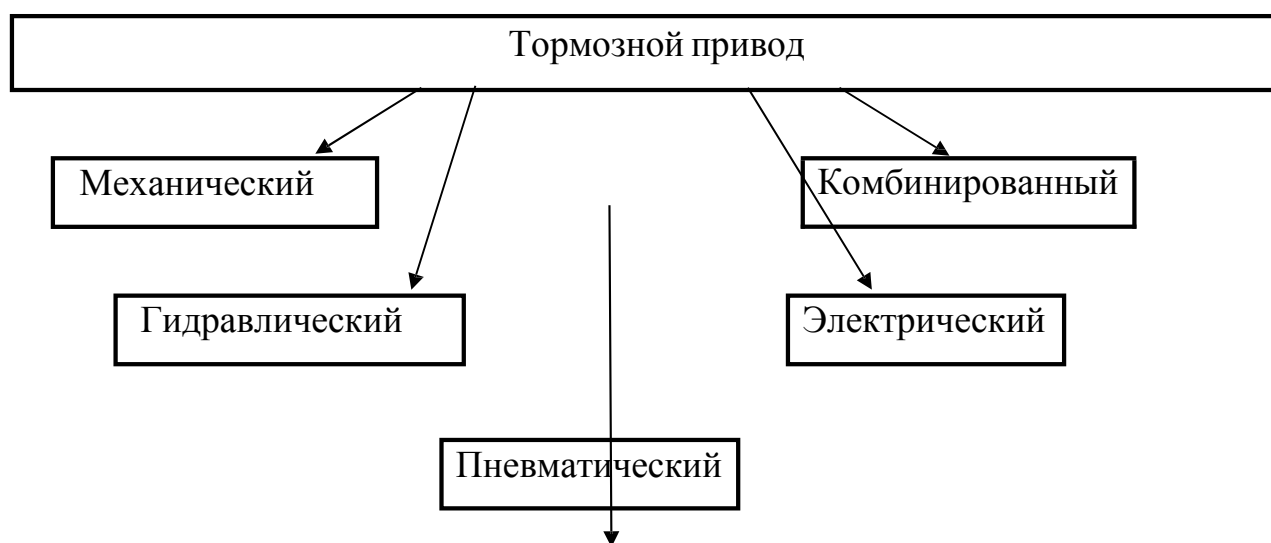 Тормозной привод
Механический
Комбинированный
Гидравлический
Электрический
Пневматический